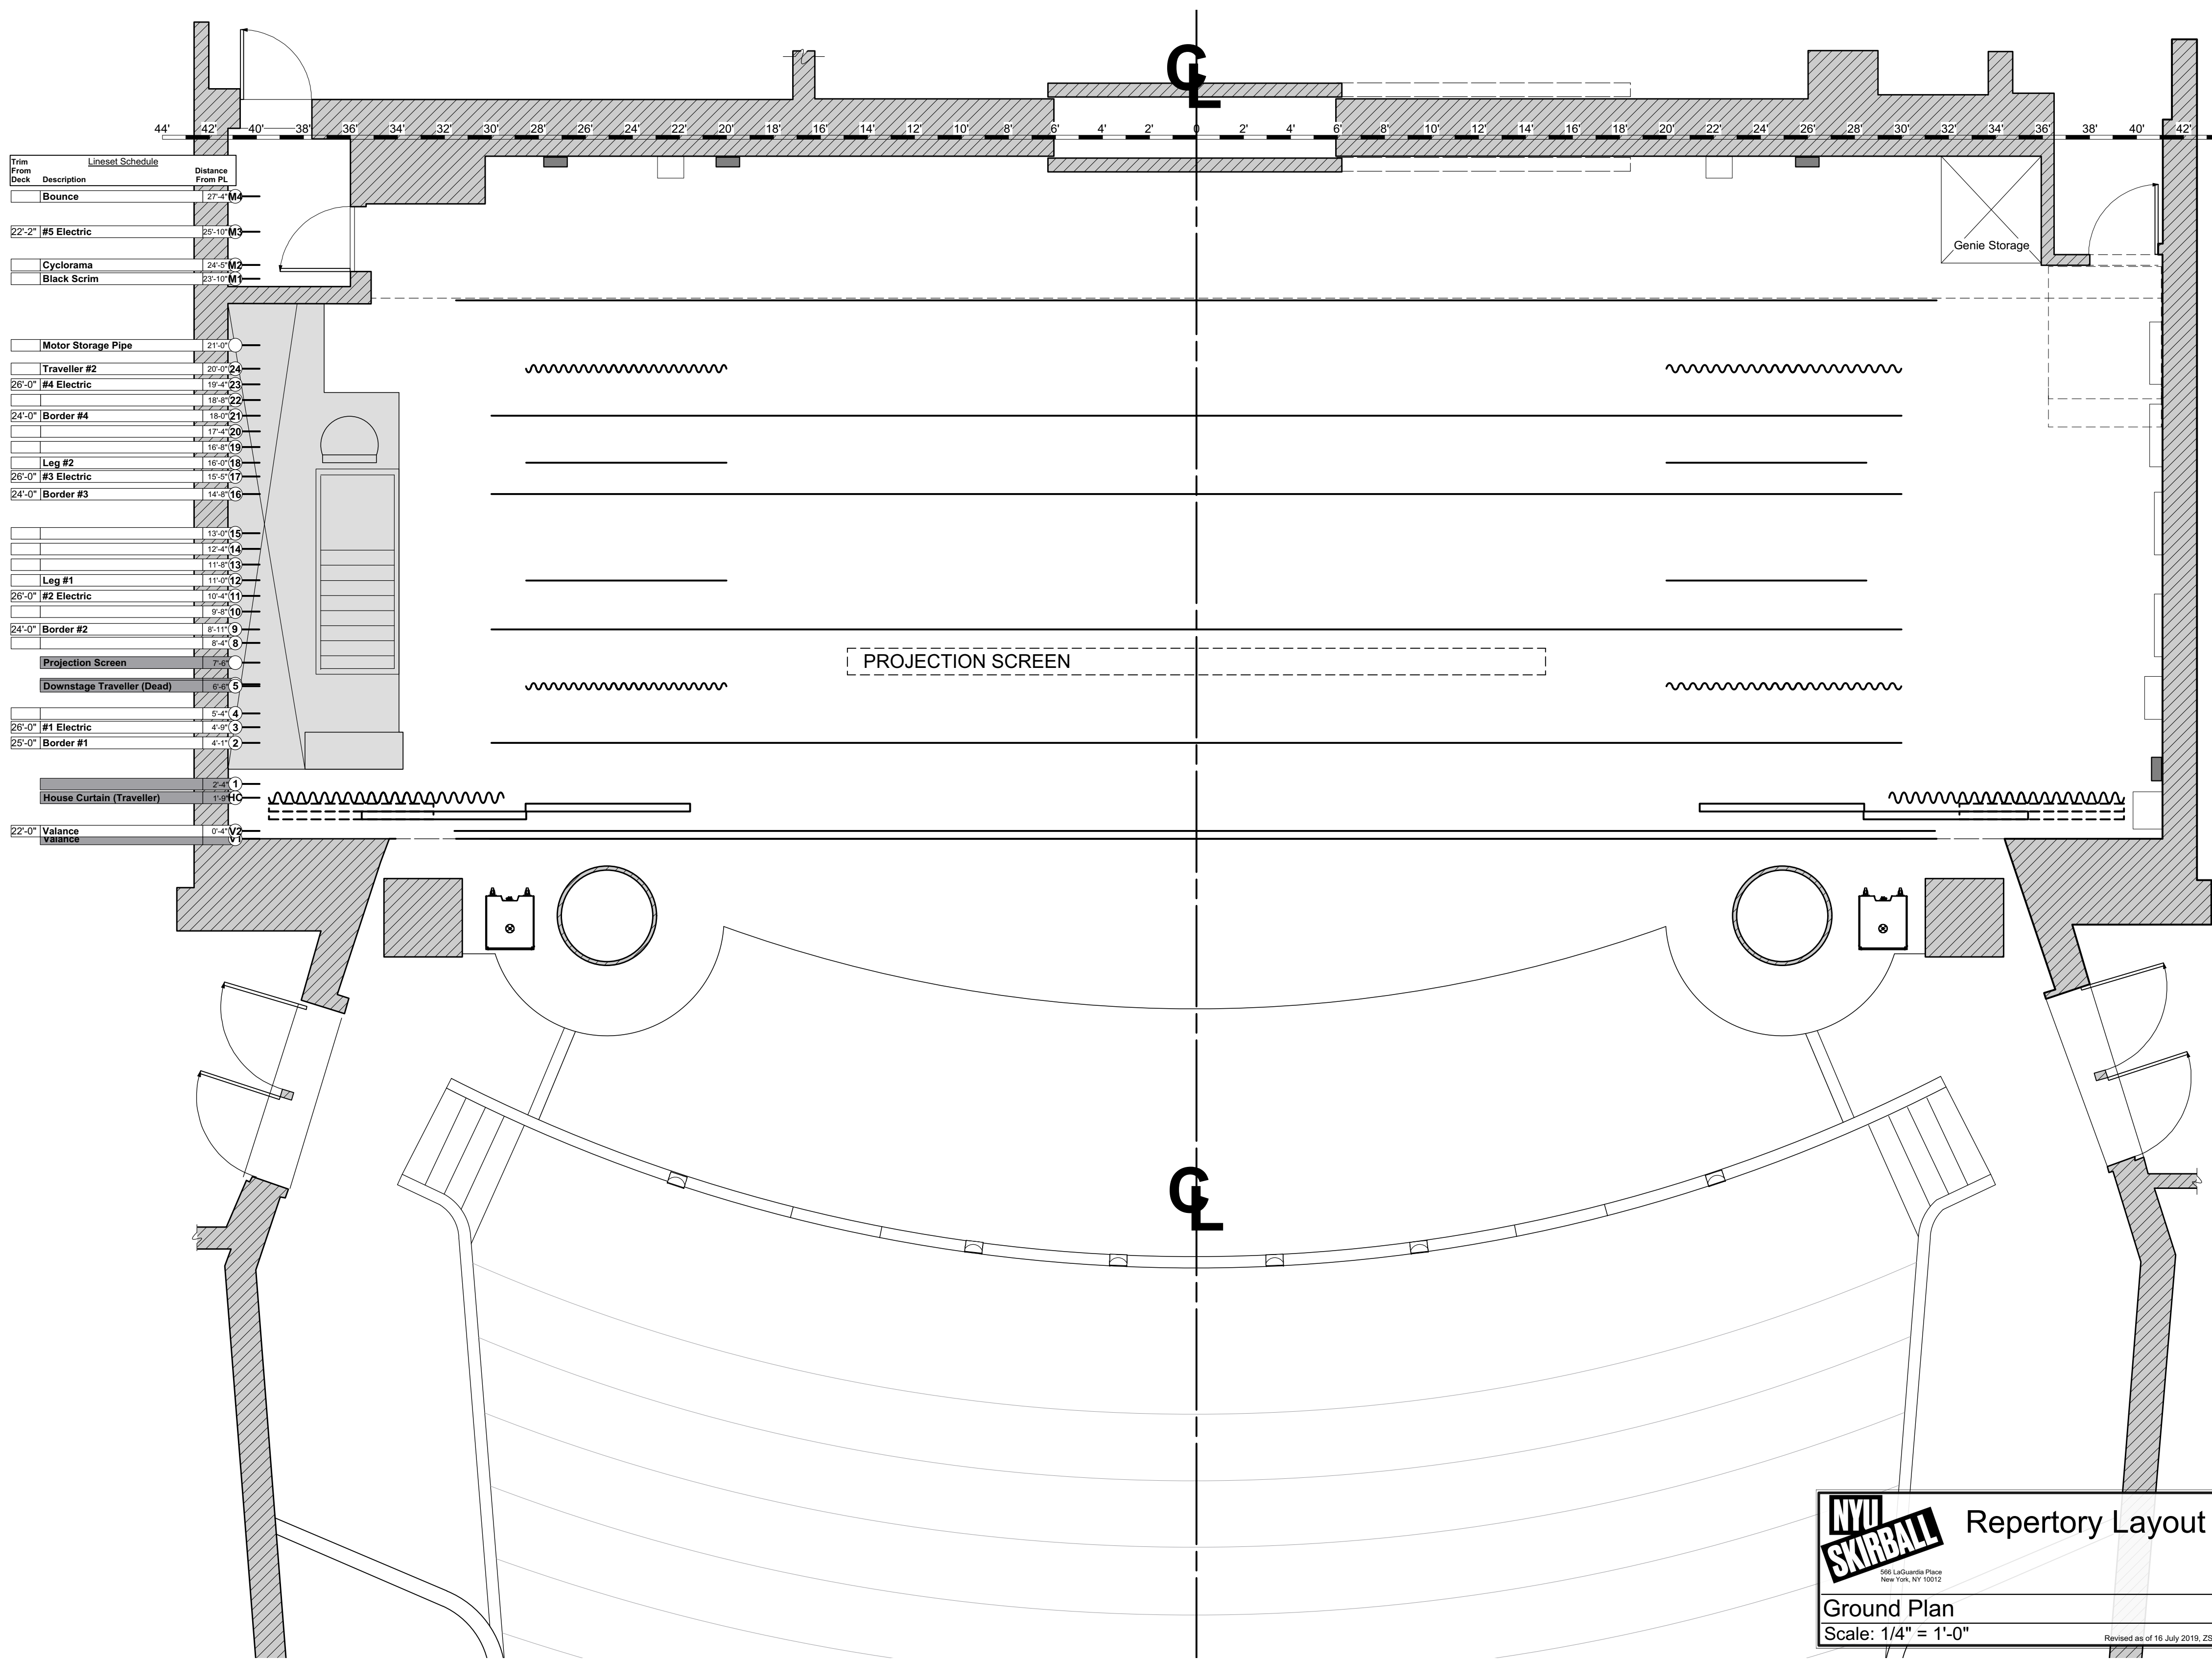 CL
44' 42' 40' 38' 36' 34' 32' 30' 28' 26' 24' 22' 20' 18' 16' 14' 12' 10' 8' 6' 4' 2' 0 2' 4' 6' 8' 10' 12' 14' 16' 18' 20' 22' 24' 26' 28' 30' 32' 34' 36' 38' 40' 42'
Lineset Schedule
Trim From Deck Description Distance From PL
Bounce 27'-4" M4
22'-2" #5 Electric 25'-10" M3
Cyclorama 24'-5" M2
Black Scrim 23'-10" M1
Genie Storage
Motor Storage Pipe 21'-0"
Traveller #2 20'-0" 24
26'-0" #4 Electric 19'-4" 23
18'-8" 22
24'-0" Border #4 18-0" 21
17'-4" 20
16'-8" 19
Leg #2 16'-0" 18
26'-0" #3 Electric 15'-5" 17
24'-0" Border #3 14'-8" 16
13'-0" 15
12'-4" 14
11'-8" 13
Leg #1 11'-0" 12
26'-0" #2 Electric 10'-4" 11
9'-8" 10
24'-0" Border #2 8'-11" 9
8'-4" 8
Projection Screen 7'-6"
PROJECTION SCREEN
Downstage Traveller (Dead) 6'-6" 5
5'-4" 4
26'-0" #1 Electric 4'-9" 3
25'-0" Border #1 4'-1" 2
2'-4" 1
House Curtain (Traveller) 1'-9" HC
22'-0" Valance 0'-4" V2
Valance V1
CL
NYU
SKIRBALL
566 LaGuardia Place
New York, NY 10012
Repertory Layout
Ground Plan
Scale: 1/4" = 1'-0"
Revised as of 16 July 2019, ZS